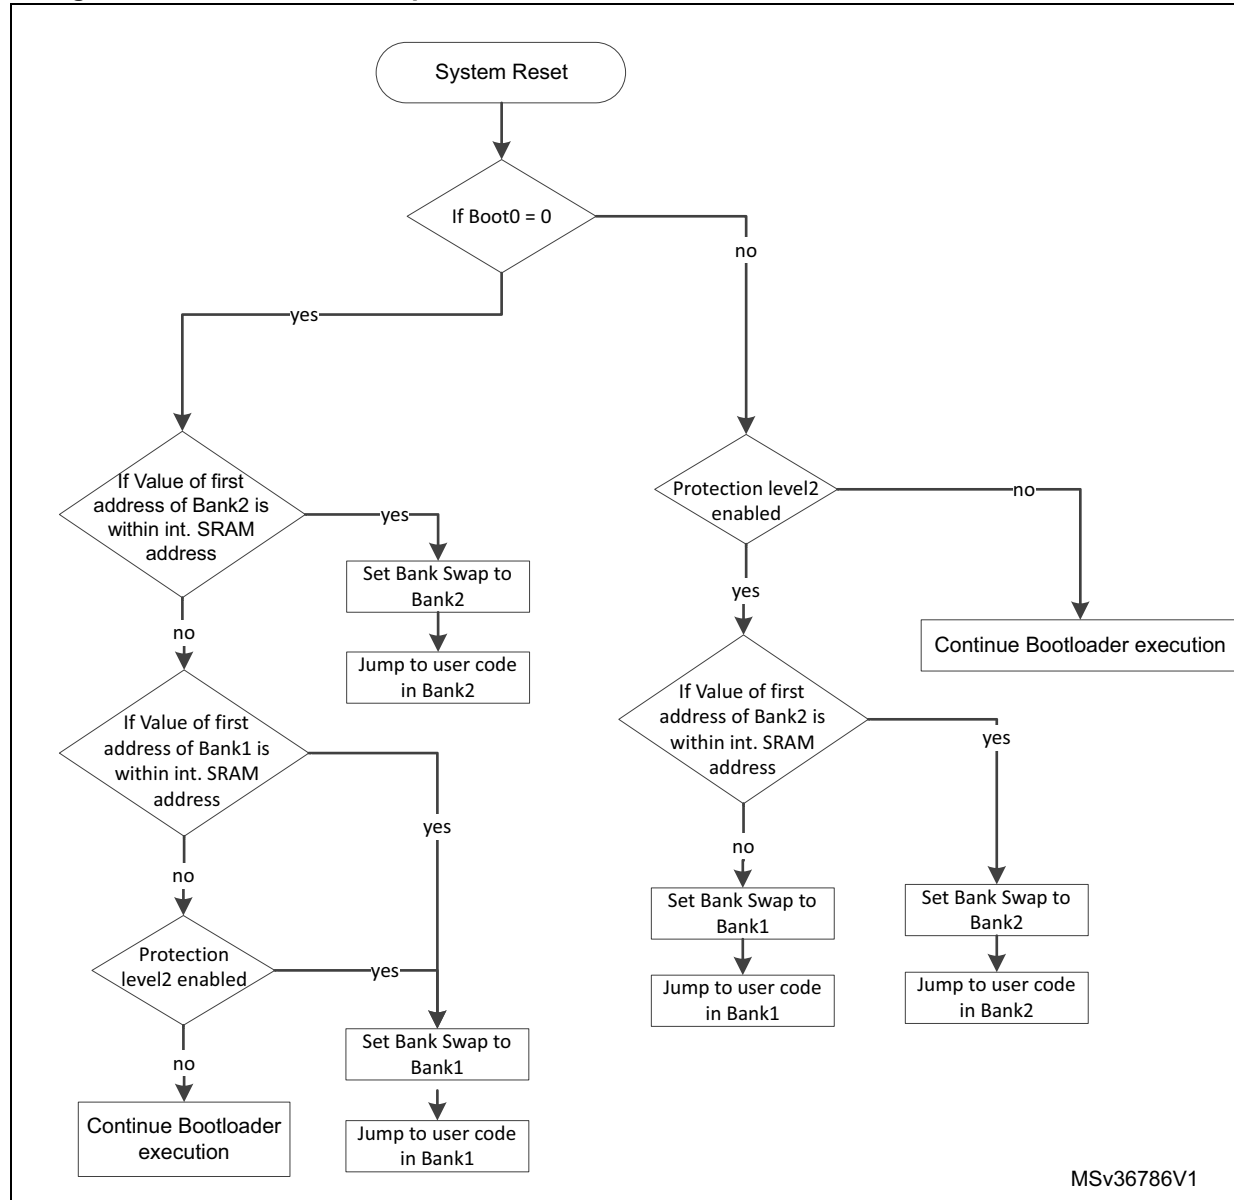 System Reset
If Boot0 = 0
no
yes
If Value of first
address of Bank2 is
within int. SRAM
address
yes
Set Bank Swap to
Bank2
Jump to user code
in Bank2
no
If Value of first
address of Bank1 is
within int. SRAM
address
yes
no
Protection
level2 enabled
yes
Set Bank Swap to
Bank1
Jump to user code
in Bank1
no
Continue Bootloader
execution
Protection level2
enabled
no
Continue Bootloader execution
yes
If Value of first
address of Bank2 is
within int. SRAM
address
yes
no
Set Bank Swap to
Bank1
Jump to user code
in Bank1
Set Bank Swap to
Bank2
Jump to user code
in Bank2
MSv36786V1